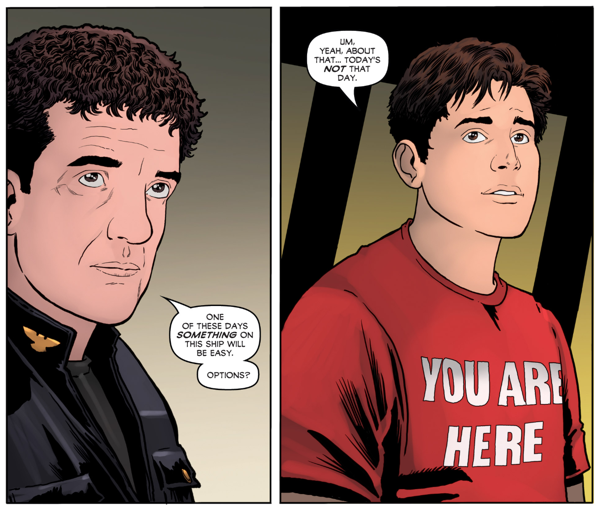 ONE
OF THESE DAYS
SOMETHING ON
THIS SHIP WILL
BE EASY.
OPTIONS?
UM,
YEAH, ABOUT
THAT... TODAY'S
NOT THAT
DAY.
YOU ARE
HERE